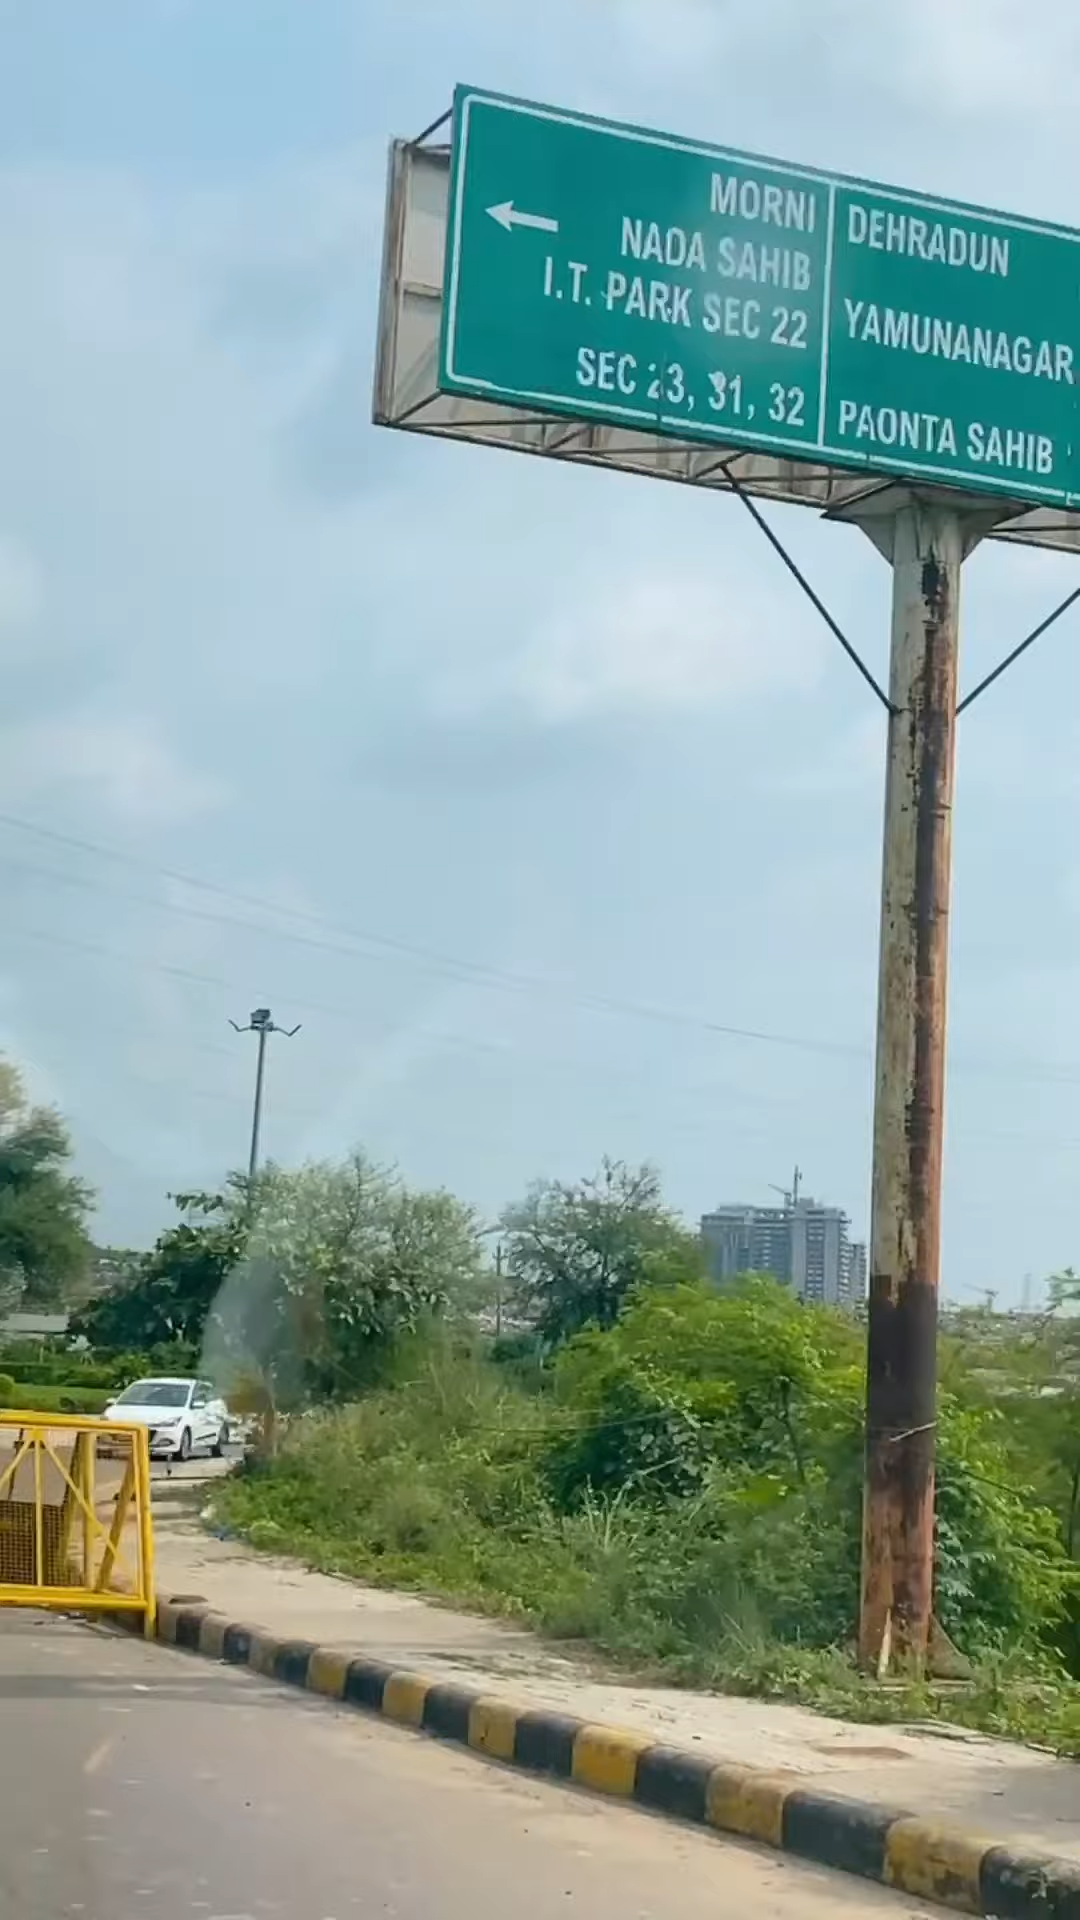 MORNI
NADA SAHIB
I.T. PARK SEC 22
SEC 23, 31, 32
DEHRADUN
YAMUNANAGAR
PAONTA SAHIB